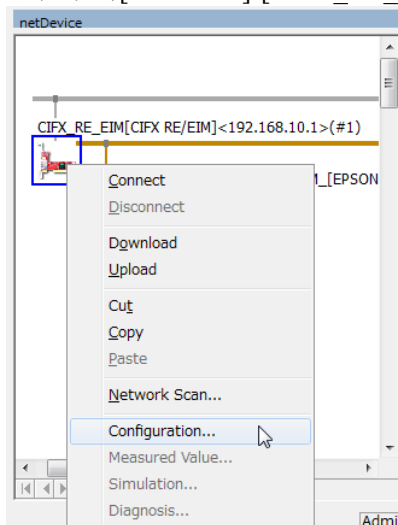 netDevice
CIFX_RE_EIM[CIFX RE/EIM]<192.168.10.1>(#1)
[EPSON
Connect
Disconnect
Download
Upload
Cut
Copy
Paste
Network Scan...
Configuration...
Measured Value...
Simulation...
Diagnosis...
Admi